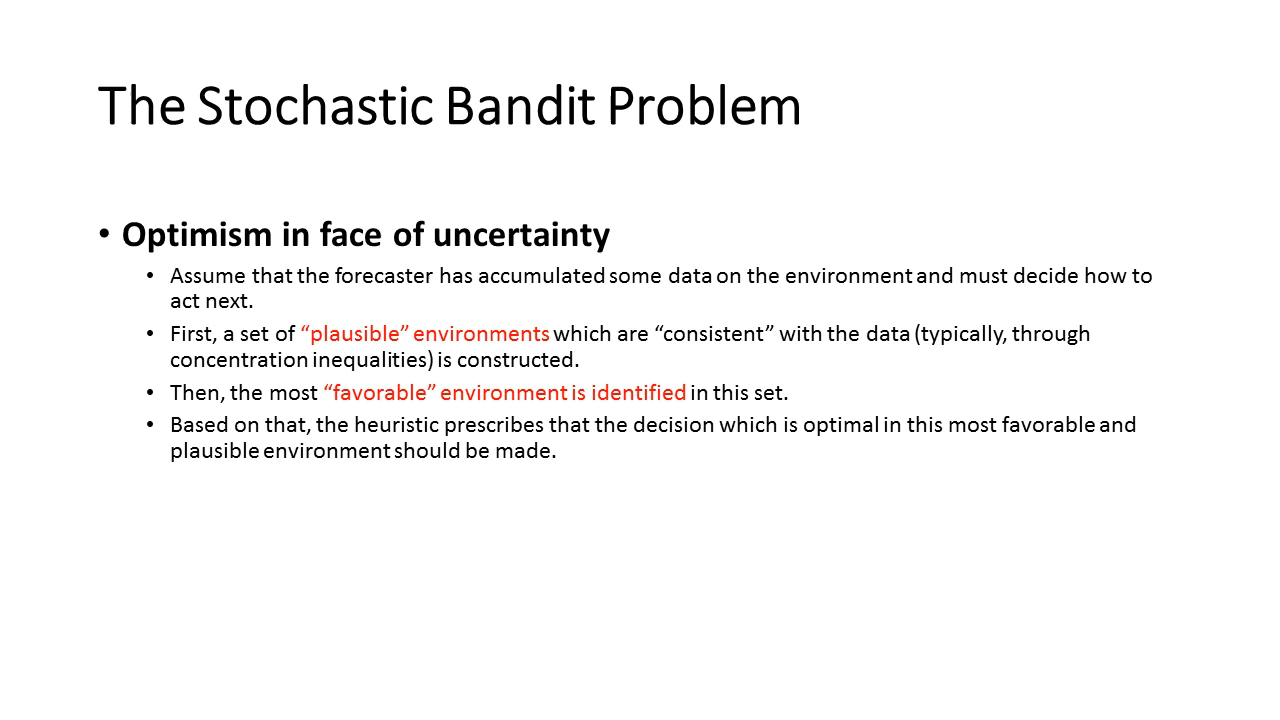 The Stochastic Bandit Problem
• Optimism in face of uncertainty
• Assume that the forecaster has accumulated some data on the environment and must decide how to
act next.
• First, a set of “plausible” environments which are “consistent” with the data (typically, through
concentration inequalities) is constructed.
• Then, the most “favorable” environment is identified in this set.
• Based on that, the heuristic prescribes that the decision which is optimal in this most favorable and
plausible environment should be made.